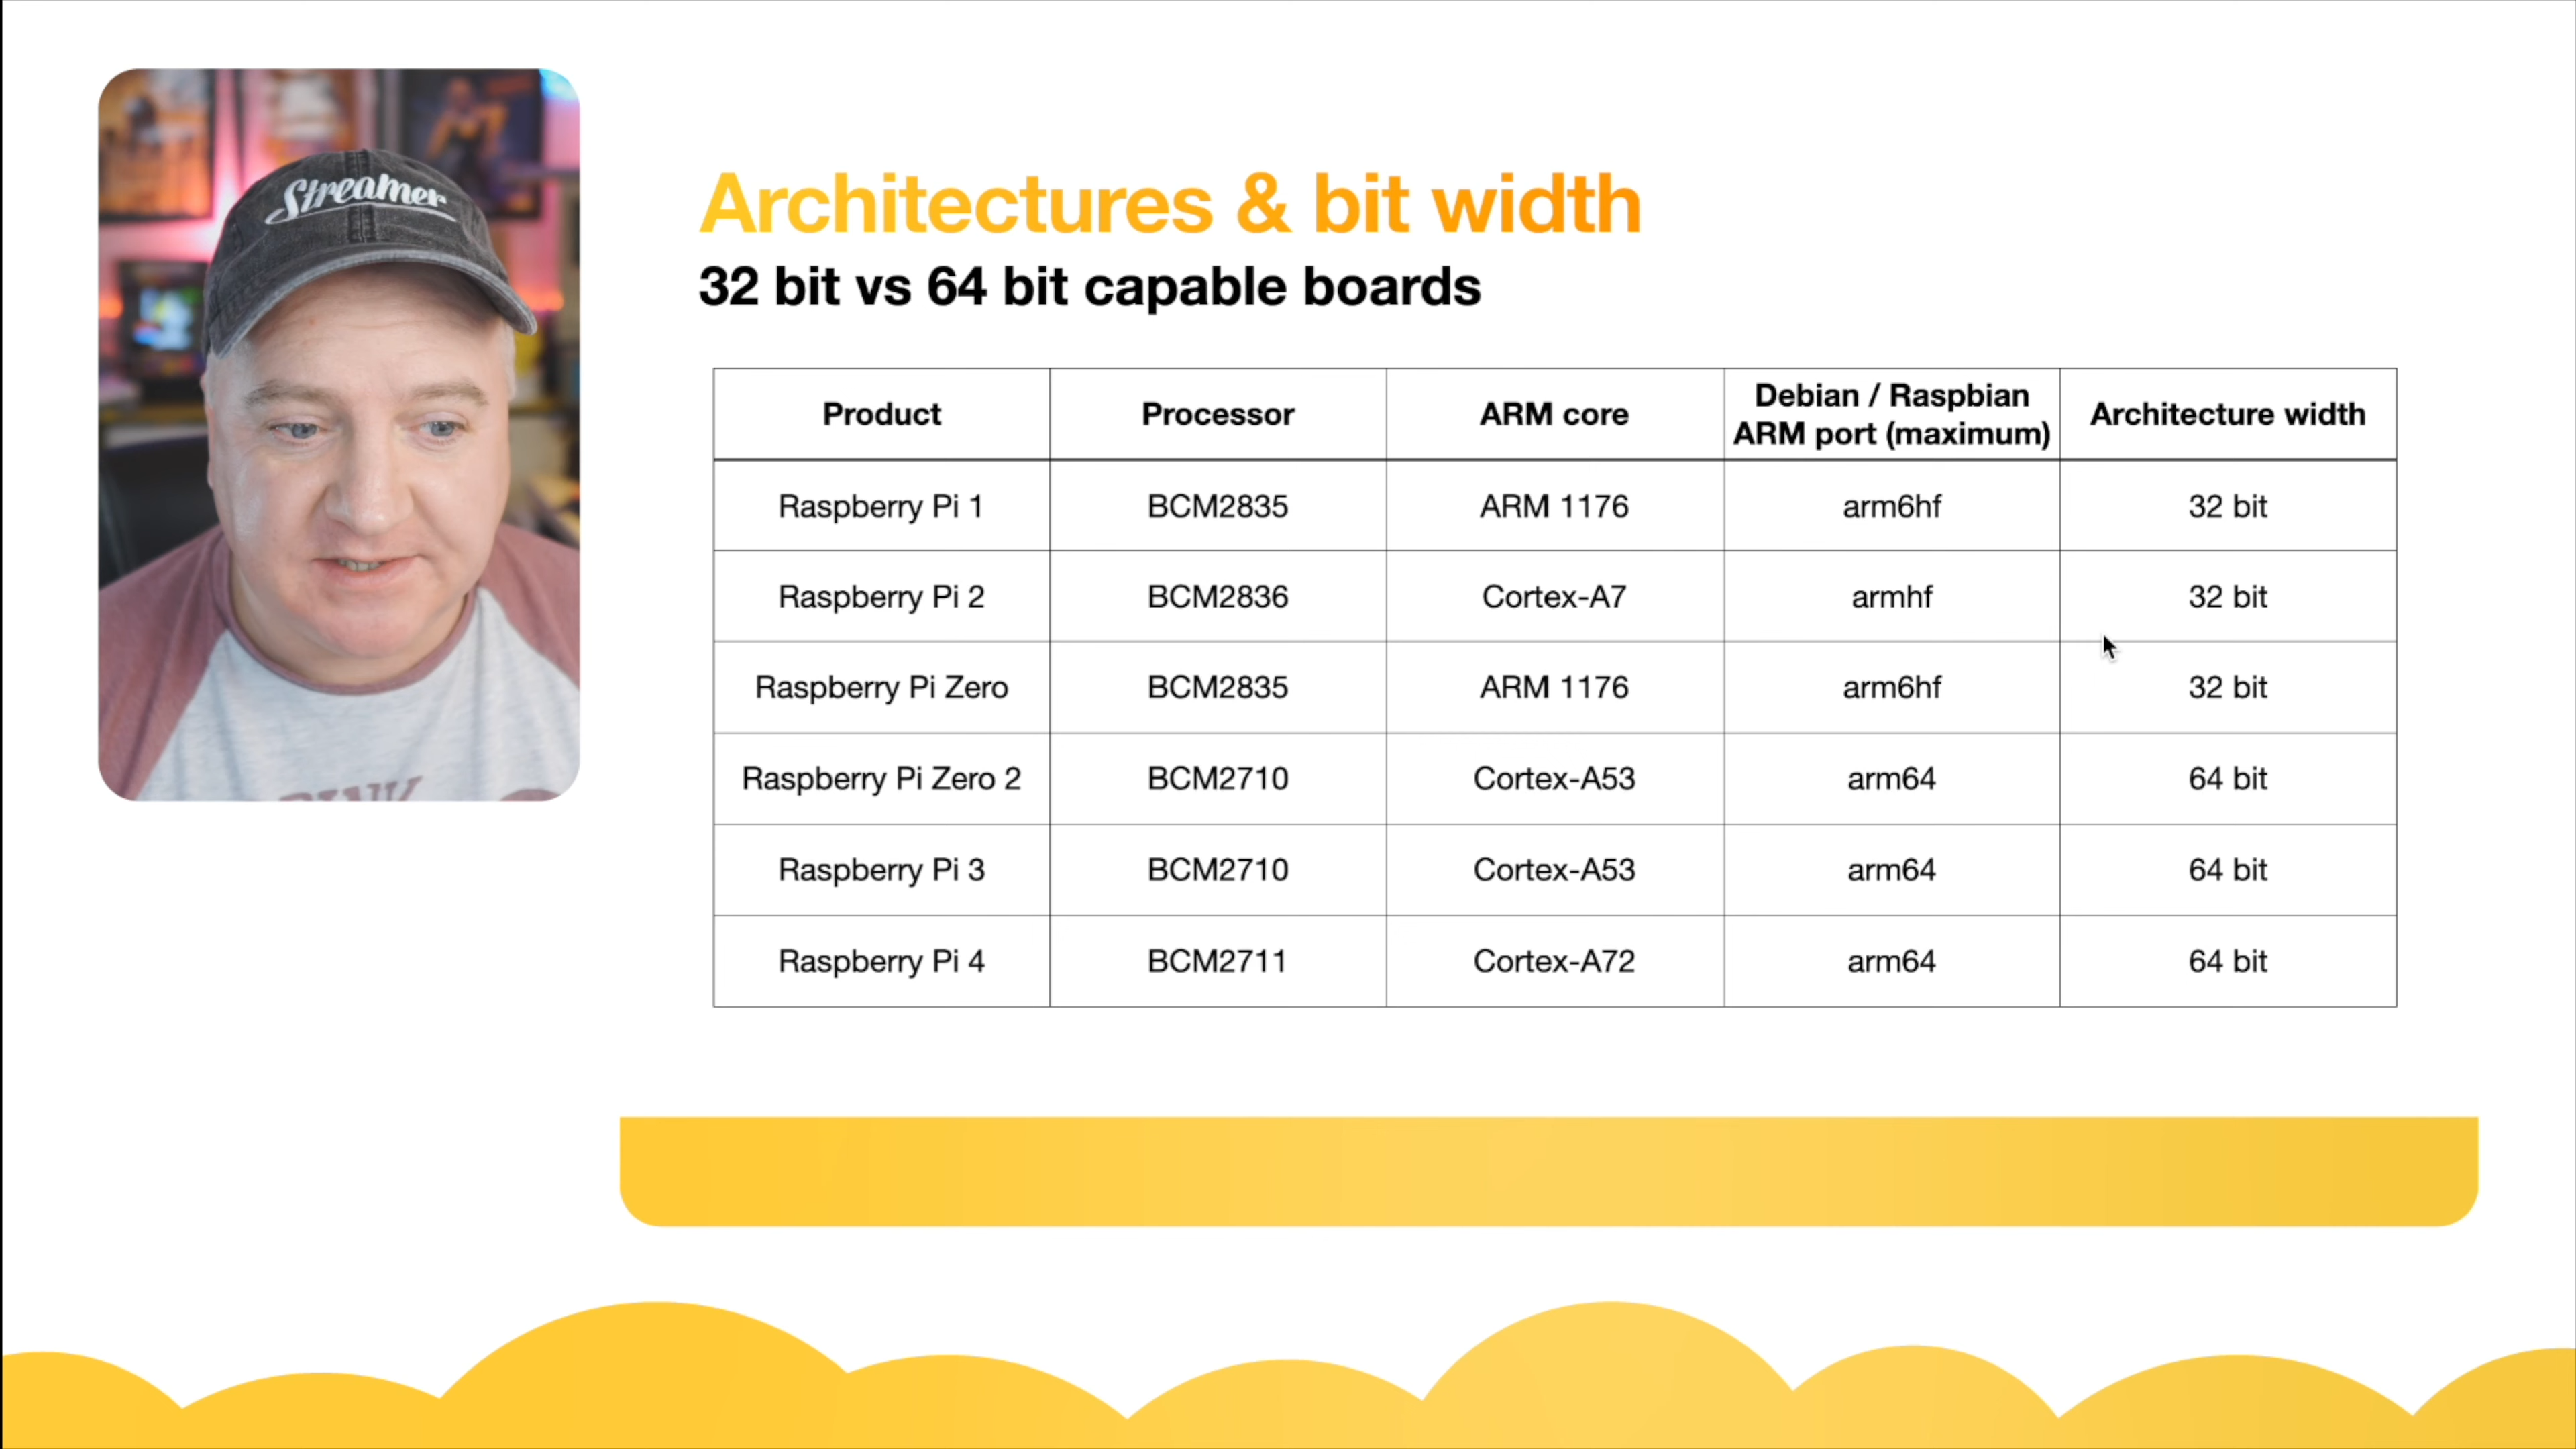 Streamer
Architectures & bit width
32 bit vs 64 bit capable boards
Product Processor ARM core Debian / Raspbian ARM port (maximum) Architecture width
Raspberry Pi 1 BCM2835 ARM 1176 arm6hf 32 bit
Raspberry Pi 2 BCM2836 Cortex-A7 armhf 32 bit
Raspberry Pi Zero BCM2835 ARM 1176 arm6hf 32 bit
Raspberry Pi Zero 2 BCM2710 Cortex-A53 arm64 64 bit
Raspberry Pi 3 BCM2710 Cortex-A53 arm64 64 bit
Raspberry Pi 4 BCM2711 Cortex-A72 arm64 64 bit